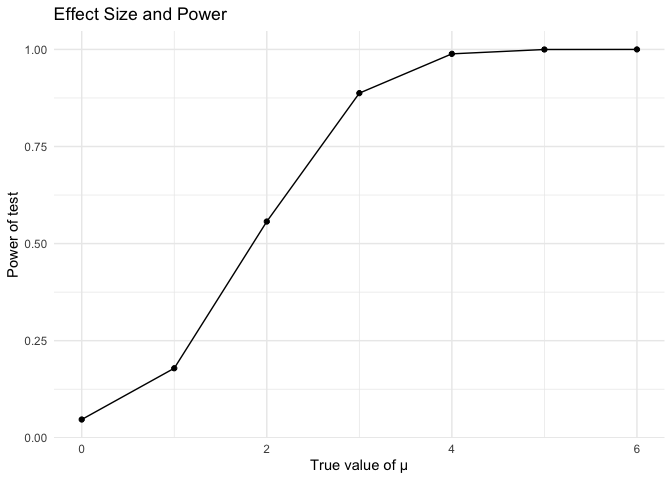 Effect Size and Power
1.00
0.75
0.50
0.25
0.00
Power of test
0 2 4 6
True value of μ